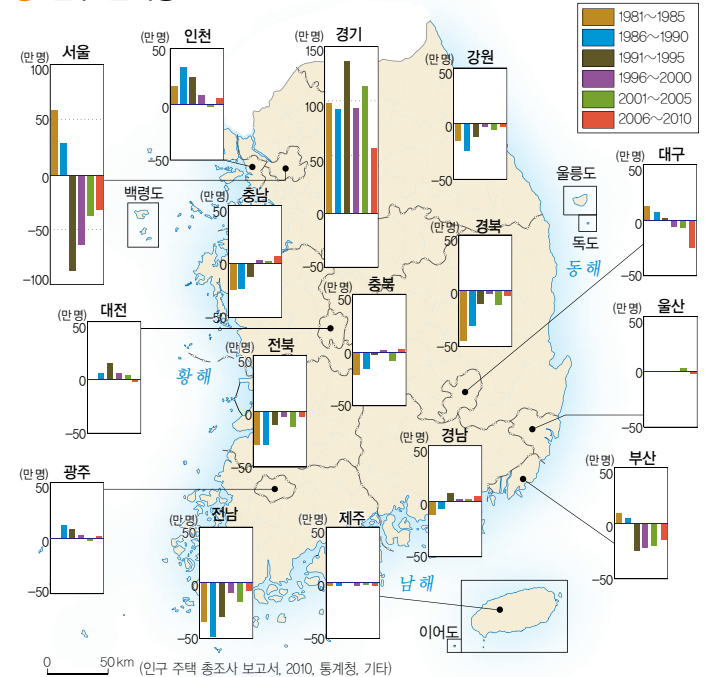 1981~1985
1986~1990
1991~1995
1996~2000
2001~2005
2006~2010
서울
(만 명)
100
50
0
−50
−100
인천
(만 명)
50
0
−50
경기
(만 명)
150
100
50
0
−50
강원
(만 명)
50
0
−50
대구
(만 명)
50
0
−50
울릉도
독도
동해
백령도
충남
(만 명)
50
0
−50
경북
(만 명)
50
0
−50
충북
(만 명)
50
0
−50
대전
(만 명)
50
0
−50
울산
(만 명)
50
0
−50
황해
전북
(만 명)
50
0
−50
경남
(만 명)
50
0
−50
부산
(만 명)
50
0
−50
광주
(만 명)
50
0
−50
전남
(만 명)
50
0
−50
제주
(만 명)
50
0
−50
남해
이어도
0 50km
(인구 주택 총조사 보고서, 2010, 통계청, 기타)